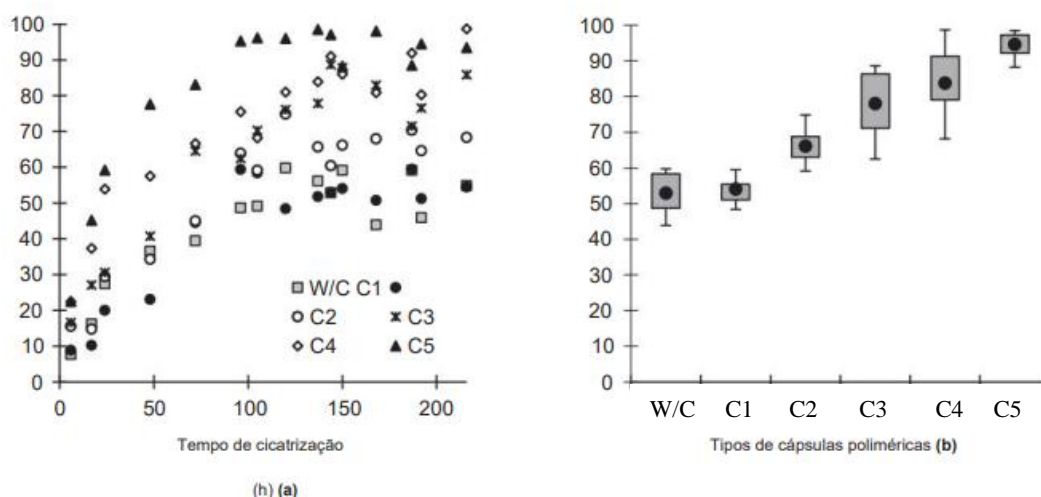 100
90
80
70
60
50
40
30
20
10
0
0 50 100 150 200
W/C C1
C2 C3
C4 C5
Tempo de cicatrização
(h) (a)
100
90
80
70
60
50
40
30
20
10
0
W/C C1 C2 C3 C4 C5
Tipos de cápsulas poliméricas (b)